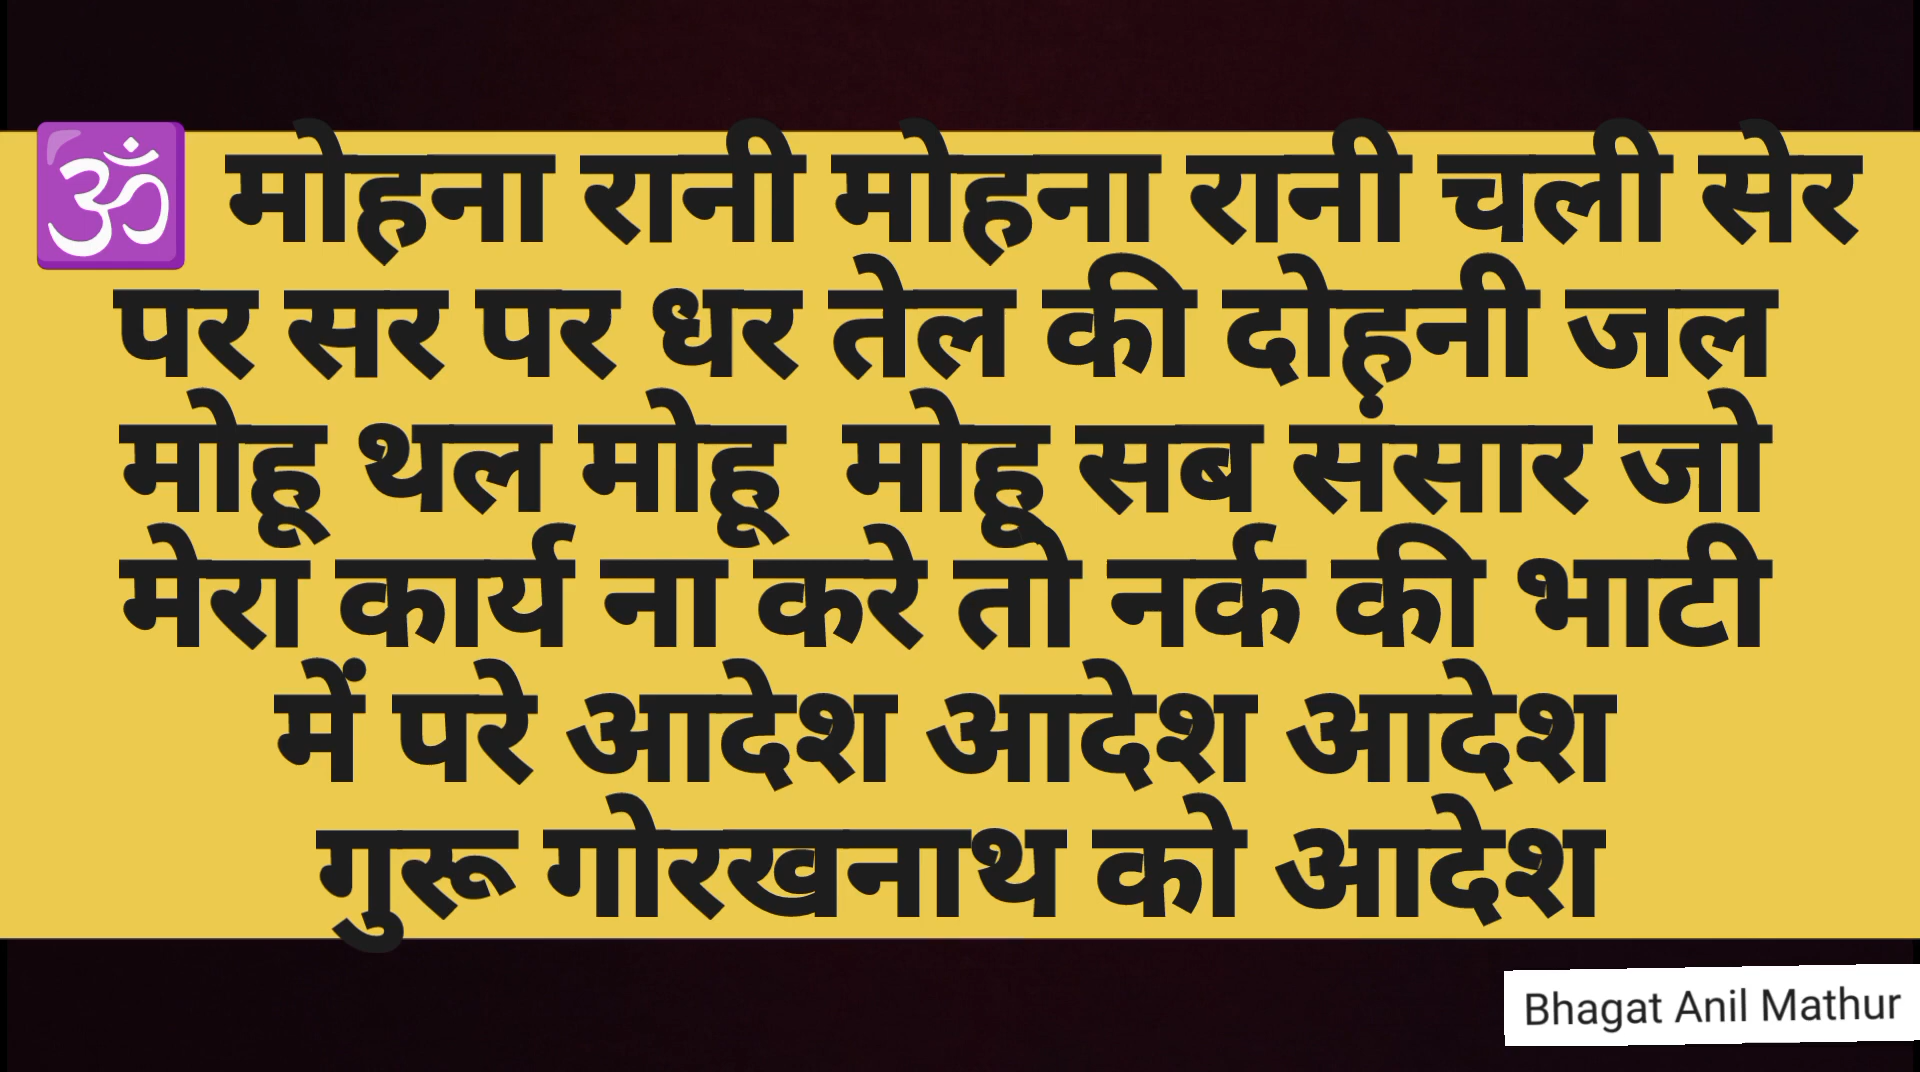 🕉️ मोहना रानी मोहना रानी चली सेर
पर सर पर धर तेल की दोहनी जल
मोहू थल मोहू मोहू सब संसार जो
मेरा कार्य ना करे तो नर्क की भाटी
में परे आदेश आदेश आदेश
गुरू गोरखनाथ को आदेश
Bhagat Anil Mathur